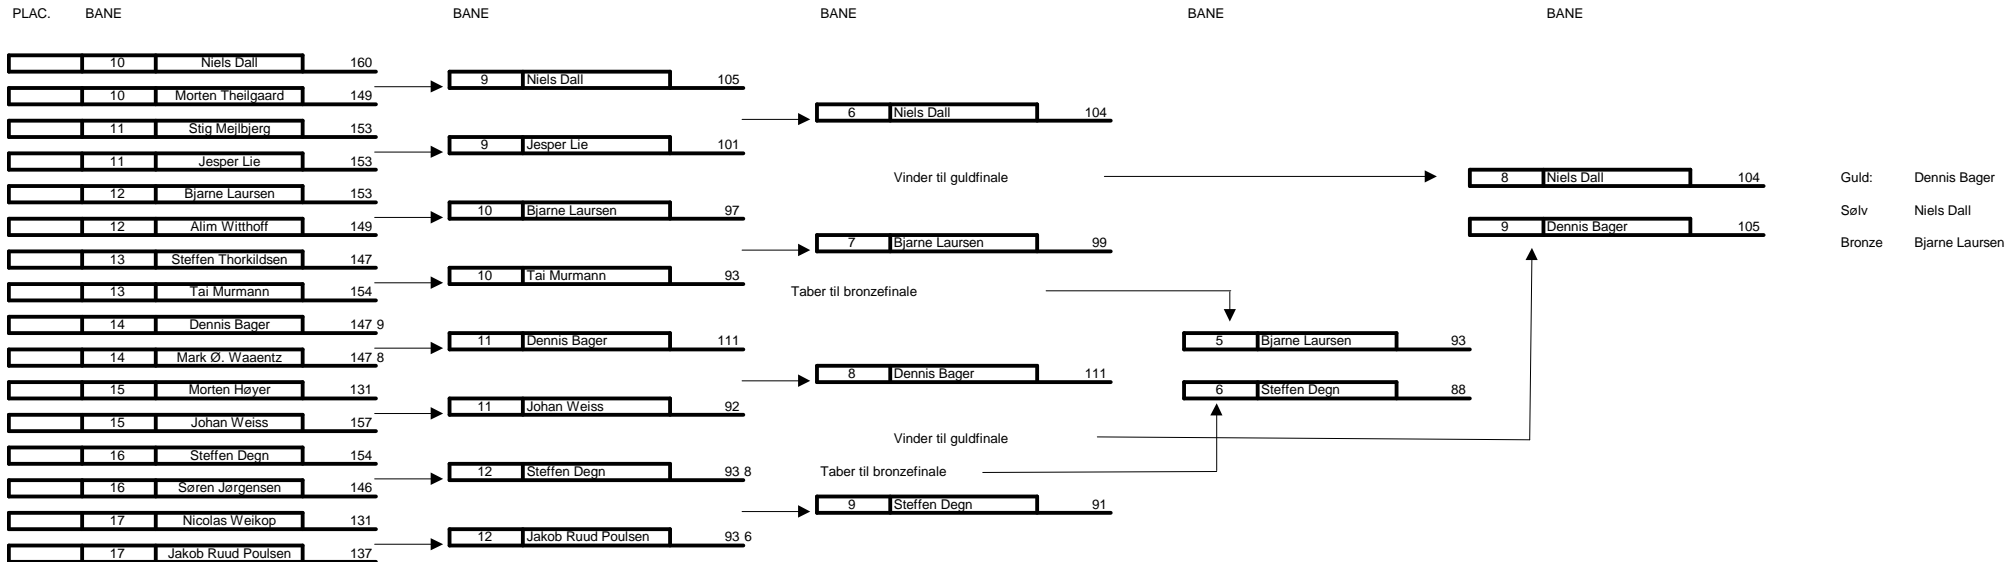 PLAC. BANE BANE BANE BANE BANE
10 Niels Dall 160
9 Niels Dall 105
10 Morten Theilgaard 149
6 Niels Dall 104
11 Stig Mejlbjerg 153
9 Jesper Lie 101
11 Jesper Lie 153
Vinder til guldfinale
8 Niels Dall 104 Guld: Dennis Bager
12 Bjarne Laursen 153
10 Bjarne Laursen 97 Sølv Niels Dall
12 Alim Witthoff 149
9 Dennis Bager 105
7 Bjarne Laursen 99 Bronze Bjarne Laursen
13 Steffen Thorkildsen 147
10 Tai Murmann 93
13 Tai Murmann 154
Taber til bronzefinale
14 Dennis Bager 147 9
11 Dennis Bager 111
5 Bjarne Laursen 93
14 Mark Ø. Waaentz 147 8
8 Dennis Bager 111
15 Morten Høyer 131
6 Steffen Degn 88
11 Johan Weiss 92
15 Johan Weiss 157
Vinder til guldfinale
16 Steffen Degn 154
12 Steffen Degn 93 8
Taber til bronzefinale
16 Søren Jørgensen 146
9 Steffen Degn 91
17 Nicolas Weikop 131
12 Jakob Ruud Poulsen 93 6
17 Jakob Ruud Poulsen 137